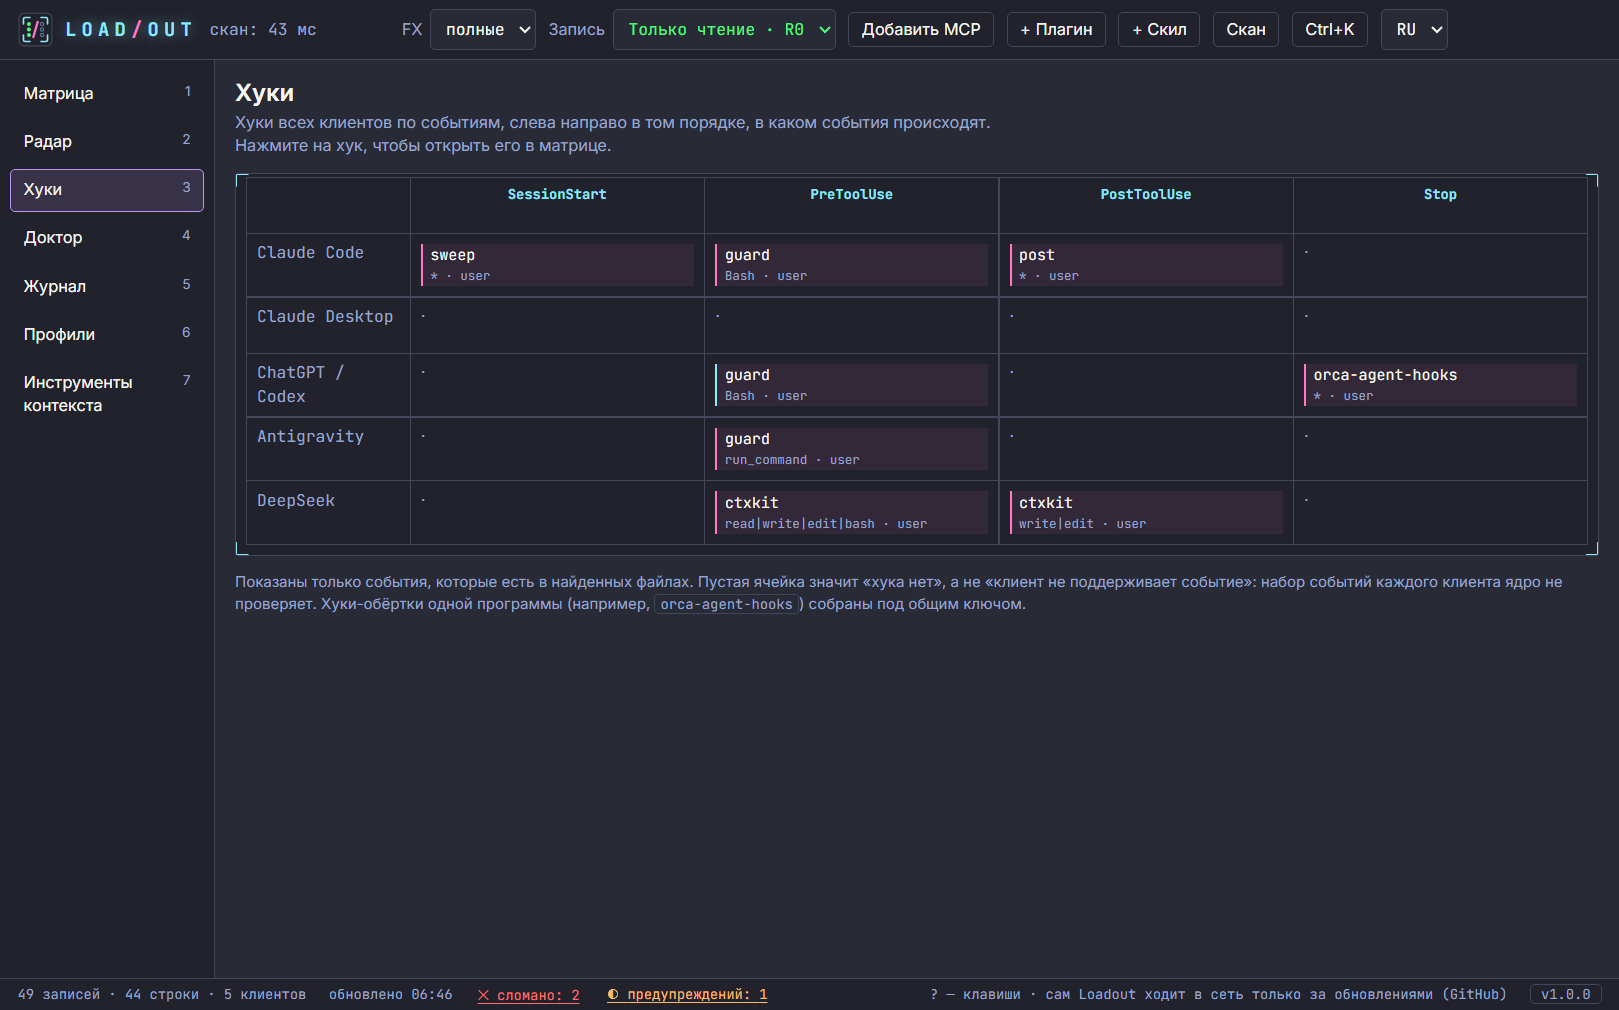 LOAD/OUT скан: 43 мс FX полные Запись Только чтение · R0 Добавить MCP + Плагин + Скил Скан Ctrl+K RU
Матрица 1
Радар 2
Хуки 3
Доктор 4
Журнал 5
Профили 6
Инструменты контекста 7
Хуки
Хуки всех клиентов по событиям, слева направо в том порядке, в каком события происходят.
Нажмите на хук, чтобы открыть его в матрице.
SessionStart PreToolUse PostToolUse Stop
Claude Code
sweep
* · user
guard
Bash · user
post
* · user
·
Claude Desktop · · · ·
ChatGPT /
Codex
·
guard
Bash · user
·
orca-agent-hooks
* · user
Antigravity
·
guard
run_command · user
·
·
DeepSeek
·
ctxkit
read|write|edit|bash · user
ctxkit
write|edit · user
·
Показаны только события, которые есть в найденных файлах. Пустая ячейка значит «хука нет», а не «клиент не поддерживает событие»: набор событий каждого клиента ядро не
проверяет. Хуки-обёртки одной программы (например, orca-agent-hooks) собраны под общим ключом.
49 записей · 44 строки · 5 клиентов обновлено 06:46 ✕ сломано: 2 ◐ предупреждений: 1 ? — клавиши · сам Loadout ходит в сеть только за обновлениями (GitHub) v1.0.0